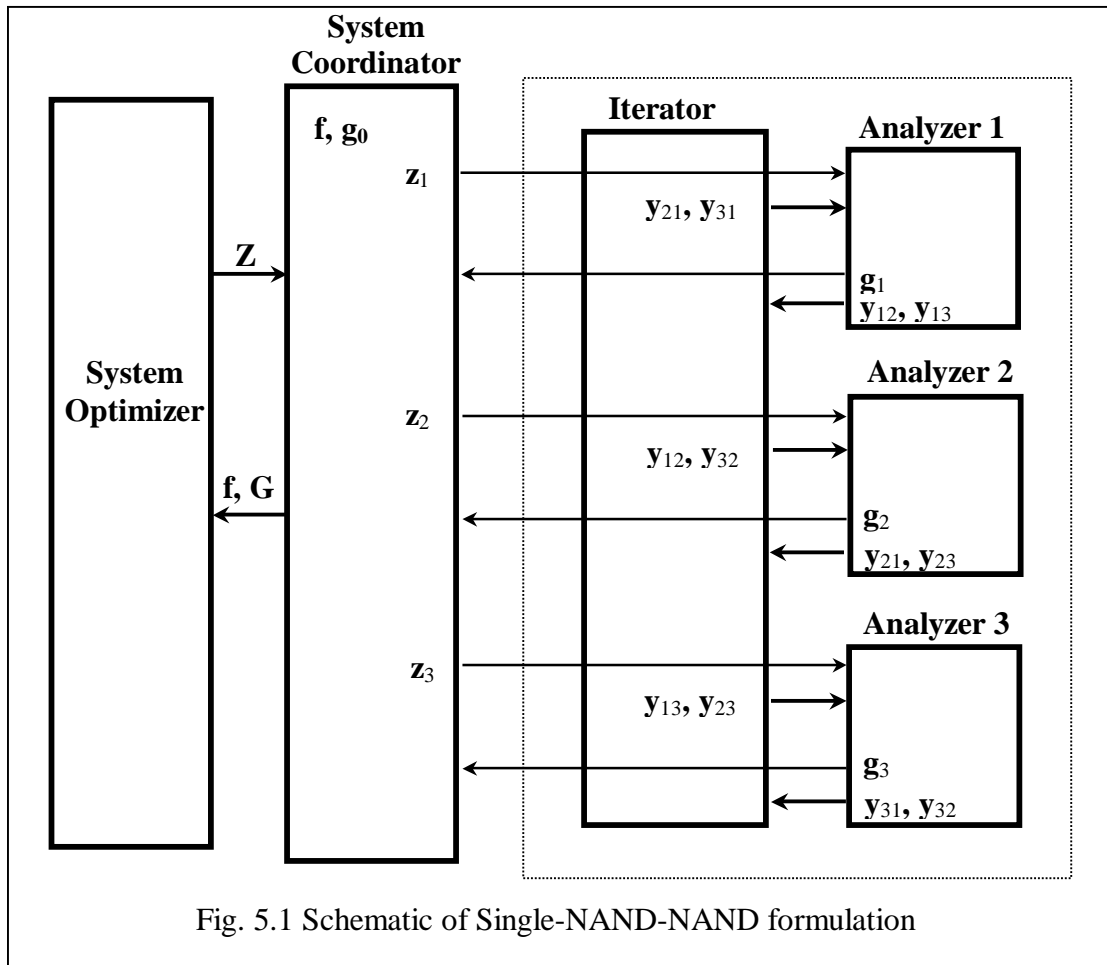 System
Coordinator
Iterator
Analyzer 1
f, g₀
z₁
y₂₁, y₃₁
Z
g₁
y₁₂, y₁₃
System
Optimizer
Analyzer 2
z₂
y₁₂, y₃₂
f, G
g₂
y₂₁, y₂₃
Analyzer 3
z₃
y₁₃, y₂₃
g₃
y₃₁, y₃₂
Fig. 5.1 Schematic of Single-NAND-NAND formulation